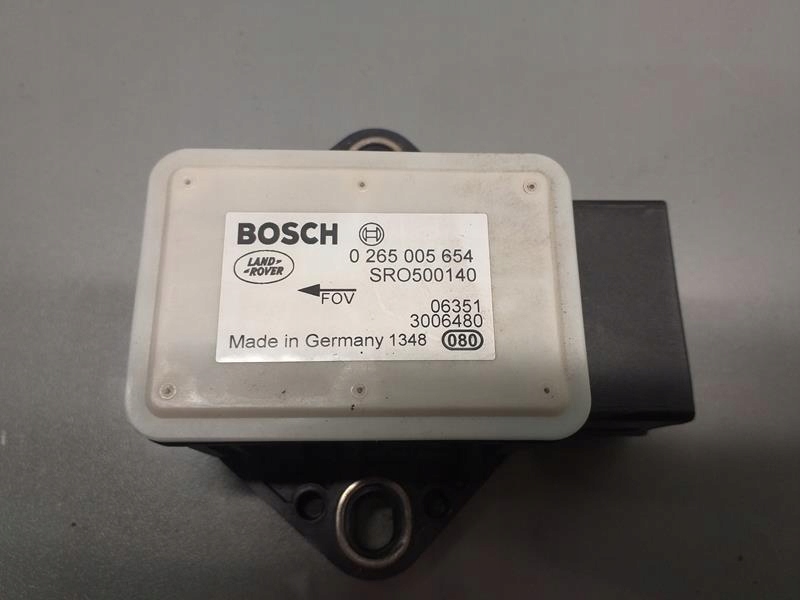 BOSCH
0 265 005 654
LAND-
-ROVER
SRO500140
FOV
06351
3006480
Made in Germany 1348 080